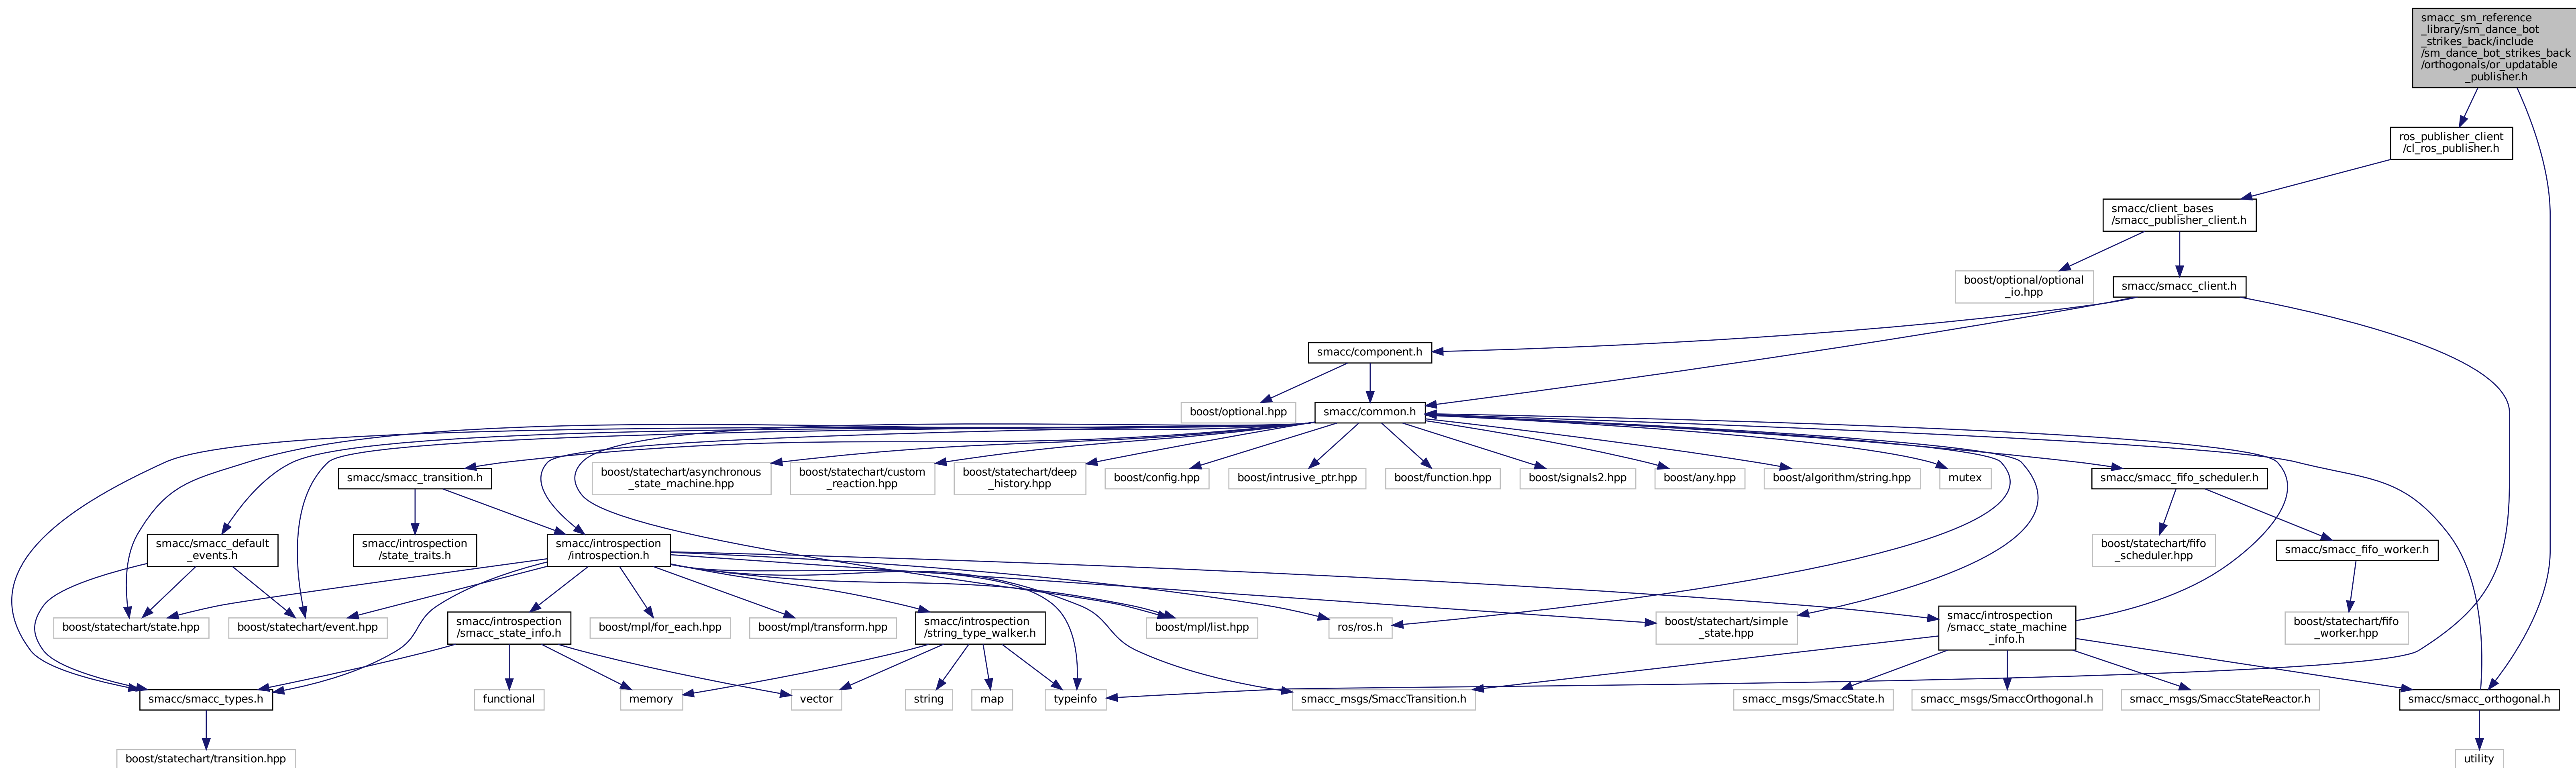 smacc_sm_reference
_library/sm_dance_bot
_strikes_back/include
/sm_dance_bot_strikes_back
/orthogonals/or_updatable
_publisher.h
ros_publisher_client
/cl_ros_publisher.h
smacc/client_bases
/smacc_publisher_client.h
boost/optional/optional
_io.hpp
smacc/smacc_client.h
smacc/component.h
boost/optional.hpp
smacc/common.h
smacc/smacc_transition.h
boost/statechart/asynchronous
_state_machine.hpp
boost/statechart/custom
_reaction.hpp
boost/statechart/deep
_history.hpp
boost/config.hpp
boost/intrusive_ptr.hpp
boost/function.hpp
boost/signals2.hpp
boost/any.hpp
boost/algorithm/string.hpp
mutex
smacc/smacc_fifo_scheduler.h
smacc/smacc_default
_events.h
smacc/introspection
/state_traits.h
smacc/introspection
/introspection.h
boost/statechart/fifo
_scheduler.hpp
smacc/smacc_fifo_worker.h
boost/statechart/state.hpp
boost/statechart/event.hpp
smacc/introspection
/smacc_state_info.h
boost/mpl/for_each.hpp
boost/mpl/transform.hpp
smacc/introspection
/string_type_walker.h
boost/mpl/list.hpp
ros/ros.h
boost/statechart/simple
_state.hpp
smacc/introspection
/smacc_state_machine
_info.h
boost/statechart/fifo
_worker.hpp
smacc/smacc_types.h
functional
memory
vector
string
map
typeinfo
smacc_msgs/SmaccTransition.h
smacc_msgs/SmaccState.h
smacc_msgs/SmaccOrthogonal.h
smacc_msgs/SmaccStateReactor.h
smacc/smacc_orthogonal.h
boost/statechart/transition.hpp
utility